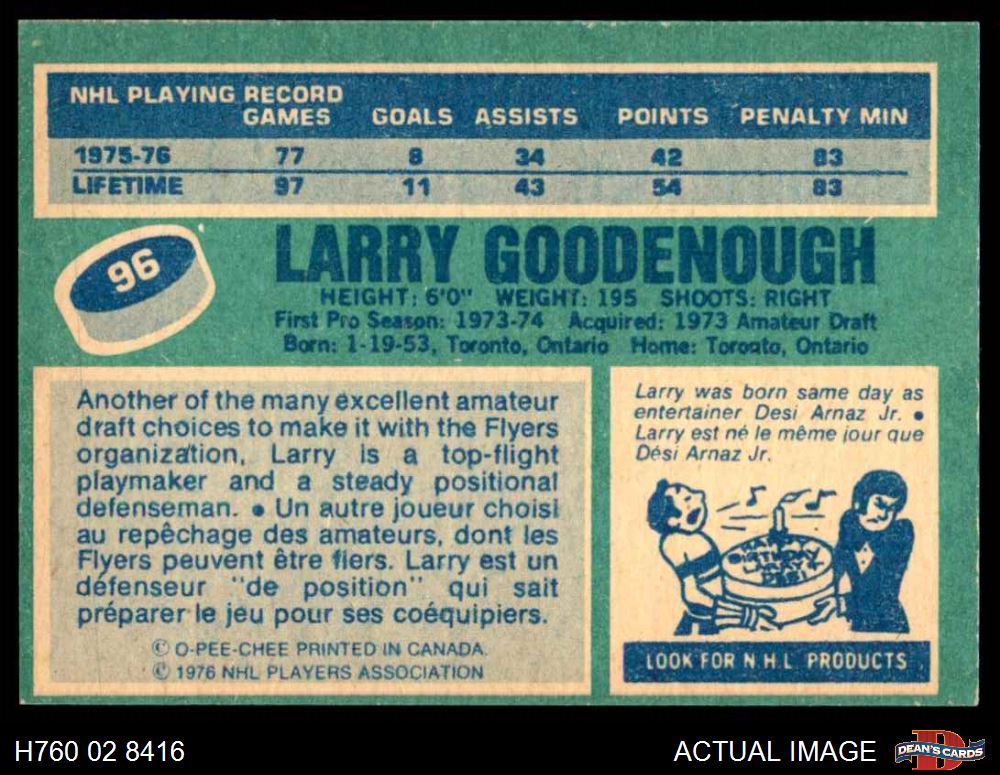 NHL PLAYING RECORD
GAMES GOALS ASSISTS POINTS PENALTY MIN
1975-76 77 8 34 42 83
LIFETIME 97 11 43 54 83
96
LARRY GOODENOUGH
HEIGHT: 6'0" WEIGHT: 195 SHOOTS: RIGHT
First Pro Season: 1973-74 Acquired: 1973 Amateur Draft
Born: 1-19-53, Toronto, Ontario Home: Toronto, Ontario
Another of the many excellent amateur
draft choices to make it with the Flyers
organization, Larry is a top-flight
playmaker and a steady positional
defenseman. • Un autre joueur choisi
au repêchage des amateurs, dont les
Flyers peuvent être fiers. Larry est un
défenseur "de position" qui sait
préparer le jeu pour ses coéquipiers.
© O-PEE-CHEE PRINTED IN CANADA.
© 1976 NHL PLAYERS ASSOCIATION
Larry was born same day as
entertainer Desi Arnaz Jr. •
Larry est né le même jour que
Dési Arnaz Jr.
HAPPY
BIRTHDAY
LARRY &
DESI
LOOK FOR N.H.L PRODUCTS
H760 02 8416
ACTUAL IMAGE
D
DEAN'S CARDS